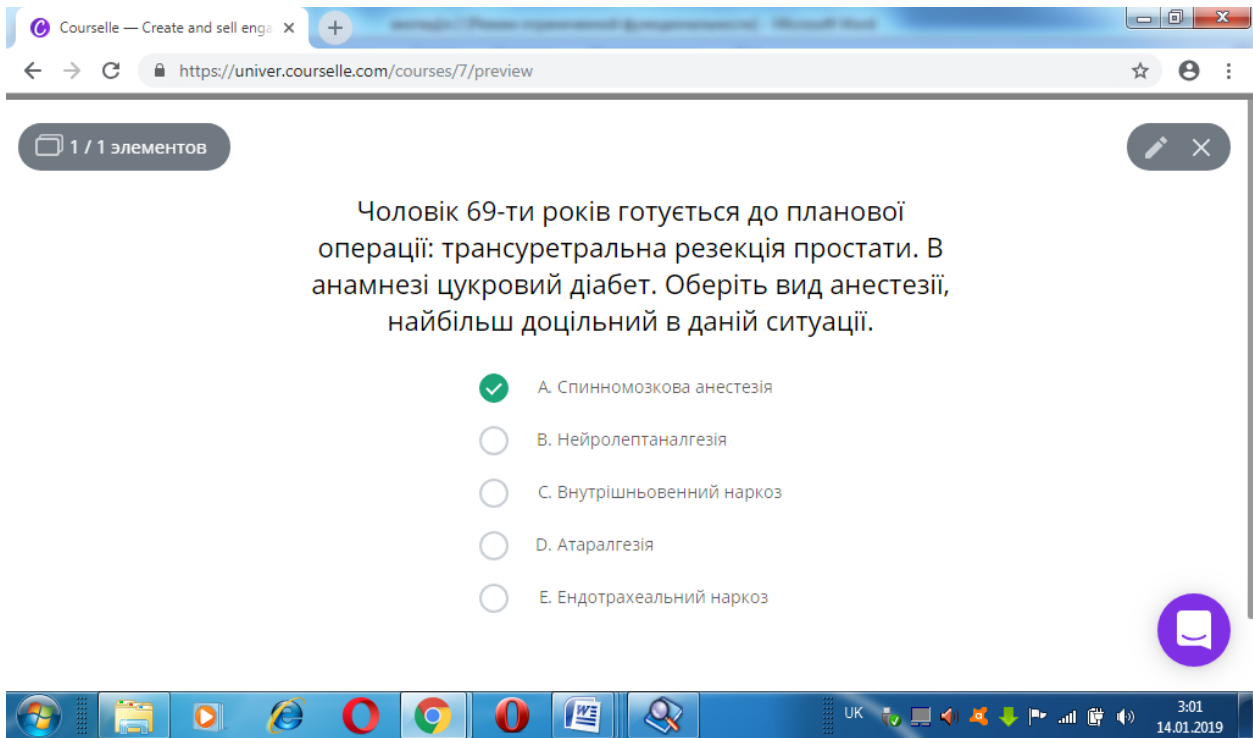 Courselle — Create and sell enga
https://univer.courselle.com/courses/7/preview
1 / 1 элементов
Чоловік 69-ти років готується до планової
операції: трансуретральна резекція простати. В
анамнезі цукровий діабет. Оберіть вид анестезії,
найбільш доцільний в даній ситуації.
A. Спинномозкова анестезія
B. Нейролептаналгезія
C. Внутрішньовенний наркоз
D. Атаралгезія
E. Ендотрахеальний наркоз
UK
3:01
14.01.2019